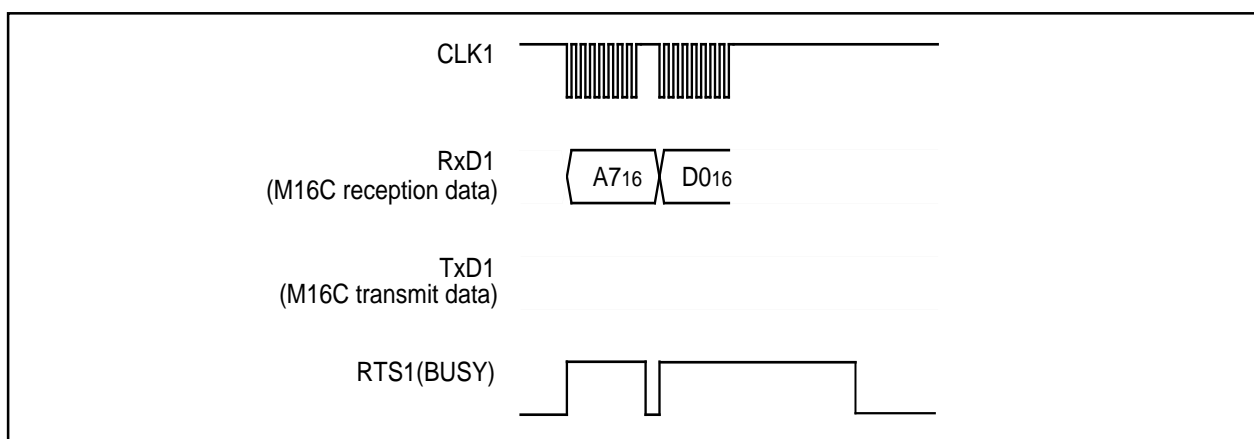 CLK1
RxD1
(M16C reception data)
A716
D016
TxD1
(M16C transmit data)
RTS1(BUSY)